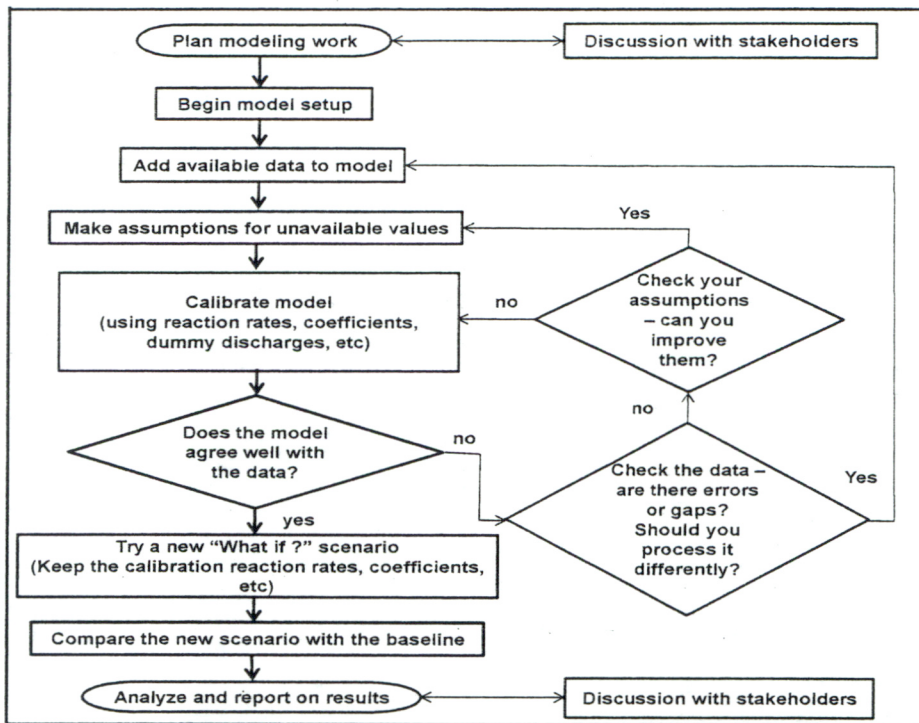 Plan modeling work
Discussion with stakeholders
Begin model setup
Add available data to model
Yes
Make assumptions for unavailable values
Check your
assumptions
– can you
improve
them?
no
Calibrate model
(using reaction rates, coefficients,
dummy discharges, etc)
no
Does the model
agree well with
the data?
no
Check the data –
are there errors
or gaps?
Should you
process it
differently?
Yes
yes
Try a new “What if ?” scenario
(Keep the calibration reaction rates, coefficients,
etc)
Compare the new scenario with the baseline
Analyze and report on results
Discussion with stakeholders